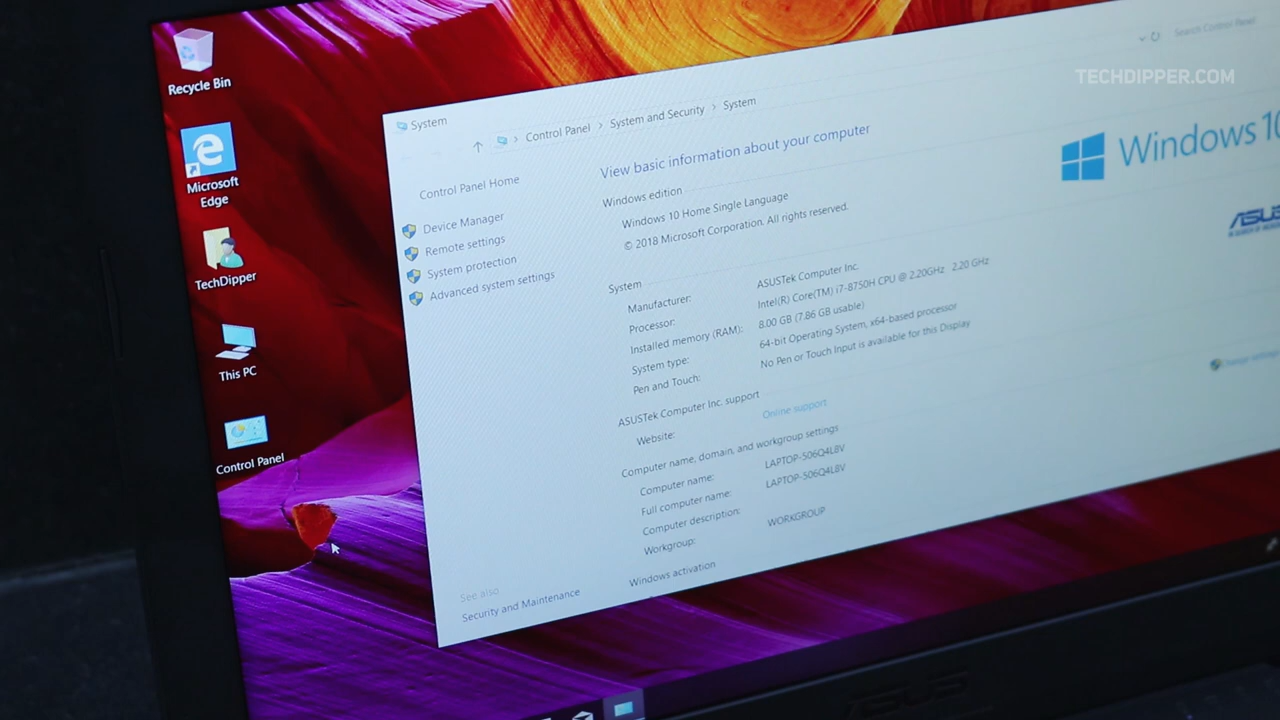 TECHDIPPER.COM
Recycle Bin
Microsoft
Edge
TechDipper
This PC
Control Panel
System
Control Panel > System and Security > System
Search Control Panel
Control Panel Home
Device Manager
Remote settings
System protection
Advanced system settings
See also
Security and Maintenance
View basic information about your computer
Windows edition
Windows 10 Home Single Language
© 2018 Microsoft Corporation. All rights reserved.
Windows 10
ASUS
System
Manufacturer: ASUSTek Computer Inc.
Processor: Intel(R) Core(TM) i7-8750H CPU @ 2.20GHz 2.20 GHz
Installed memory (RAM): 8.00 GB (7.86 GB usable)
System type: 64-bit Operating System, x64-based processor
Pen and Touch: No Pen or Touch Input is available for this Display
ASUSTek Computer Inc. support
Website: Online support
Computer name, domain, and workgroup settings
Computer name: LAPTOP-506Q4L8V
Full computer name: LAPTOP-506Q4L8V
Computer description:
Workgroup: WORKGROUP
Change settings
Windows activation
ASUS